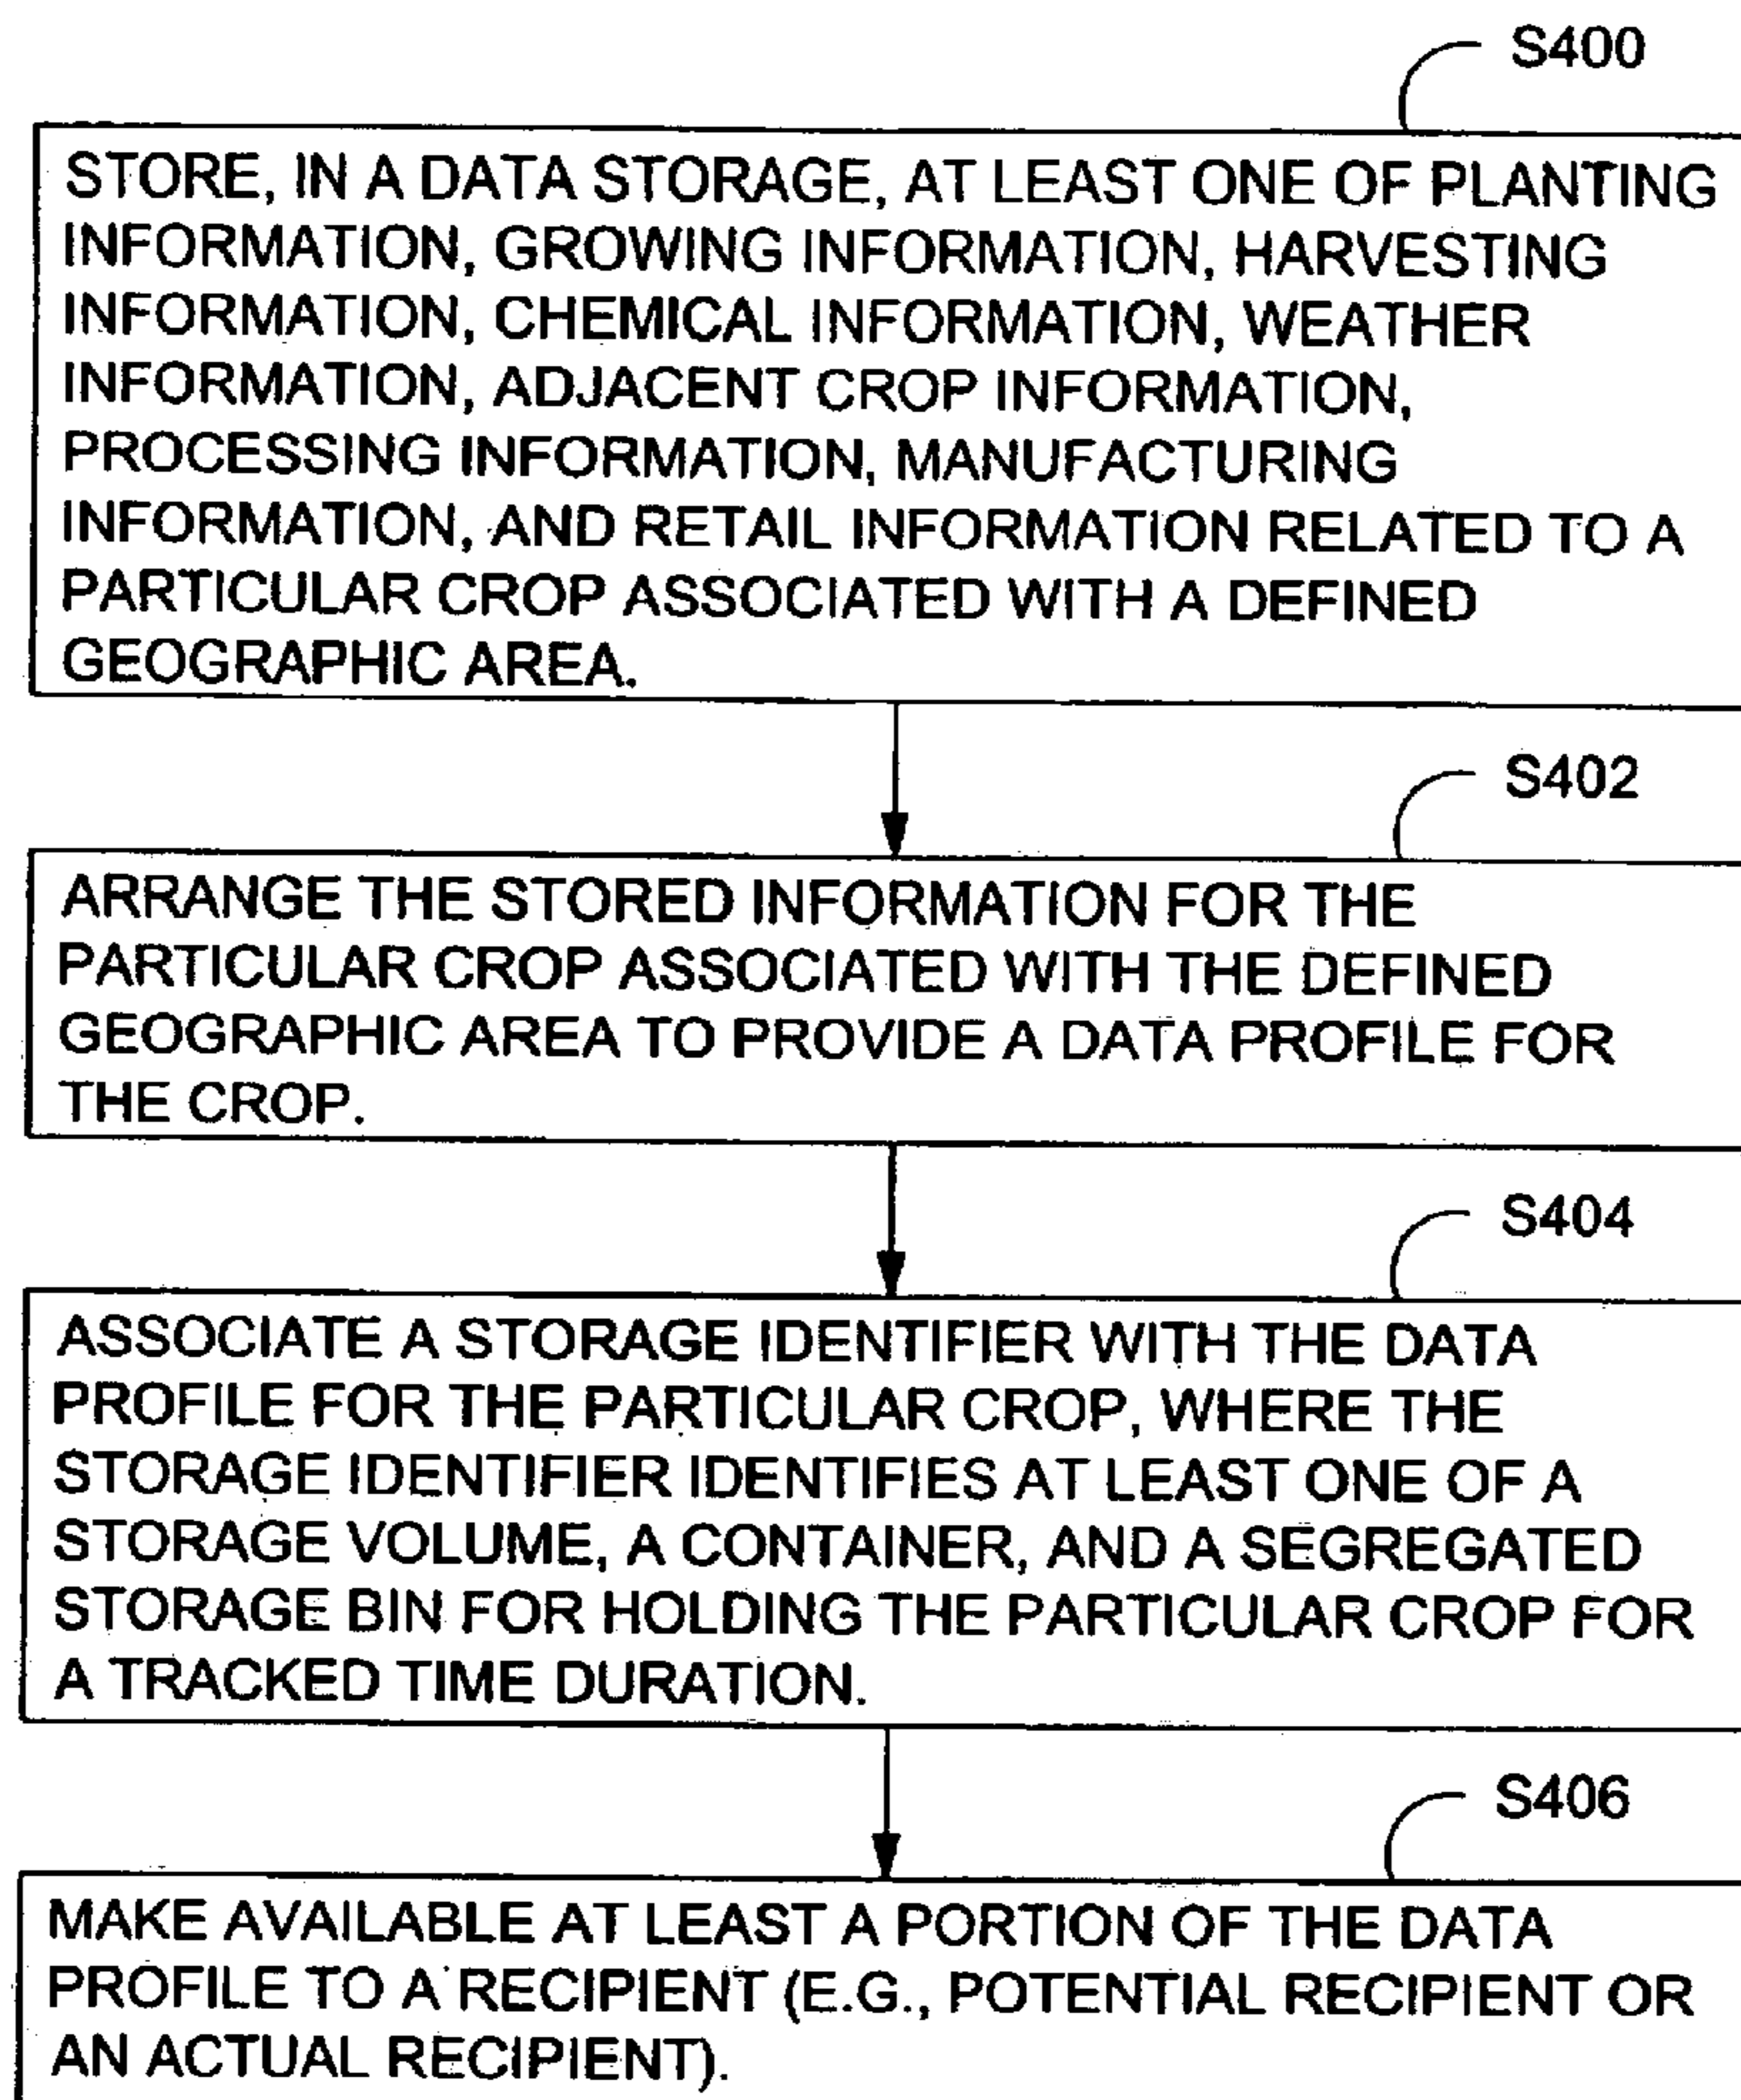 S400
STORE, IN A DATA STORAGE, AT LEAST ONE OF PLANTING
INFORMATION, GROWING INFORMATION, HARVESTING
INFORMATION, CHEMICAL INFORMATION, WEATHER
INFORMATION, ADJACENT CROP INFORMATION,
PROCESSING INFORMATION, MANUFACTURING
INFORMATION, AND RETAIL INFORMATION RELATED TO A
PARTICULAR CROP ASSOCIATED WITH A DEFINED
GEOGRAPHIC AREA.
S402
ARRANGE THE STORED INFORMATION FOR THE
PARTICULAR CROP ASSOCIATED WITH THE DEFINED
GEOGRAPHIC AREA TO PROVIDE A DATA PROFILE FOR
THE CROP.
S404
ASSOCIATE A STORAGE IDENTIFIER WITH THE DATA
PROFILE FOR THE PARTICULAR CROP, WHERE THE
STORAGE IDENTIFIER IDENTIFIES AT LEAST ONE OF A
STORAGE VOLUME, A CONTAINER, AND A SEGREGATED
STORAGE BIN FOR HOLDING THE PARTICULAR CROP FOR
A TRACKED TIME DURATION.
S406
MAKE AVAILABLE AT LEAST A PORTION OF THE DATA
PROFILE TO A RECIPIENT (E.G., POTENTIAL RECIPIENT OR
AN ACTUAL RECIPIENT).